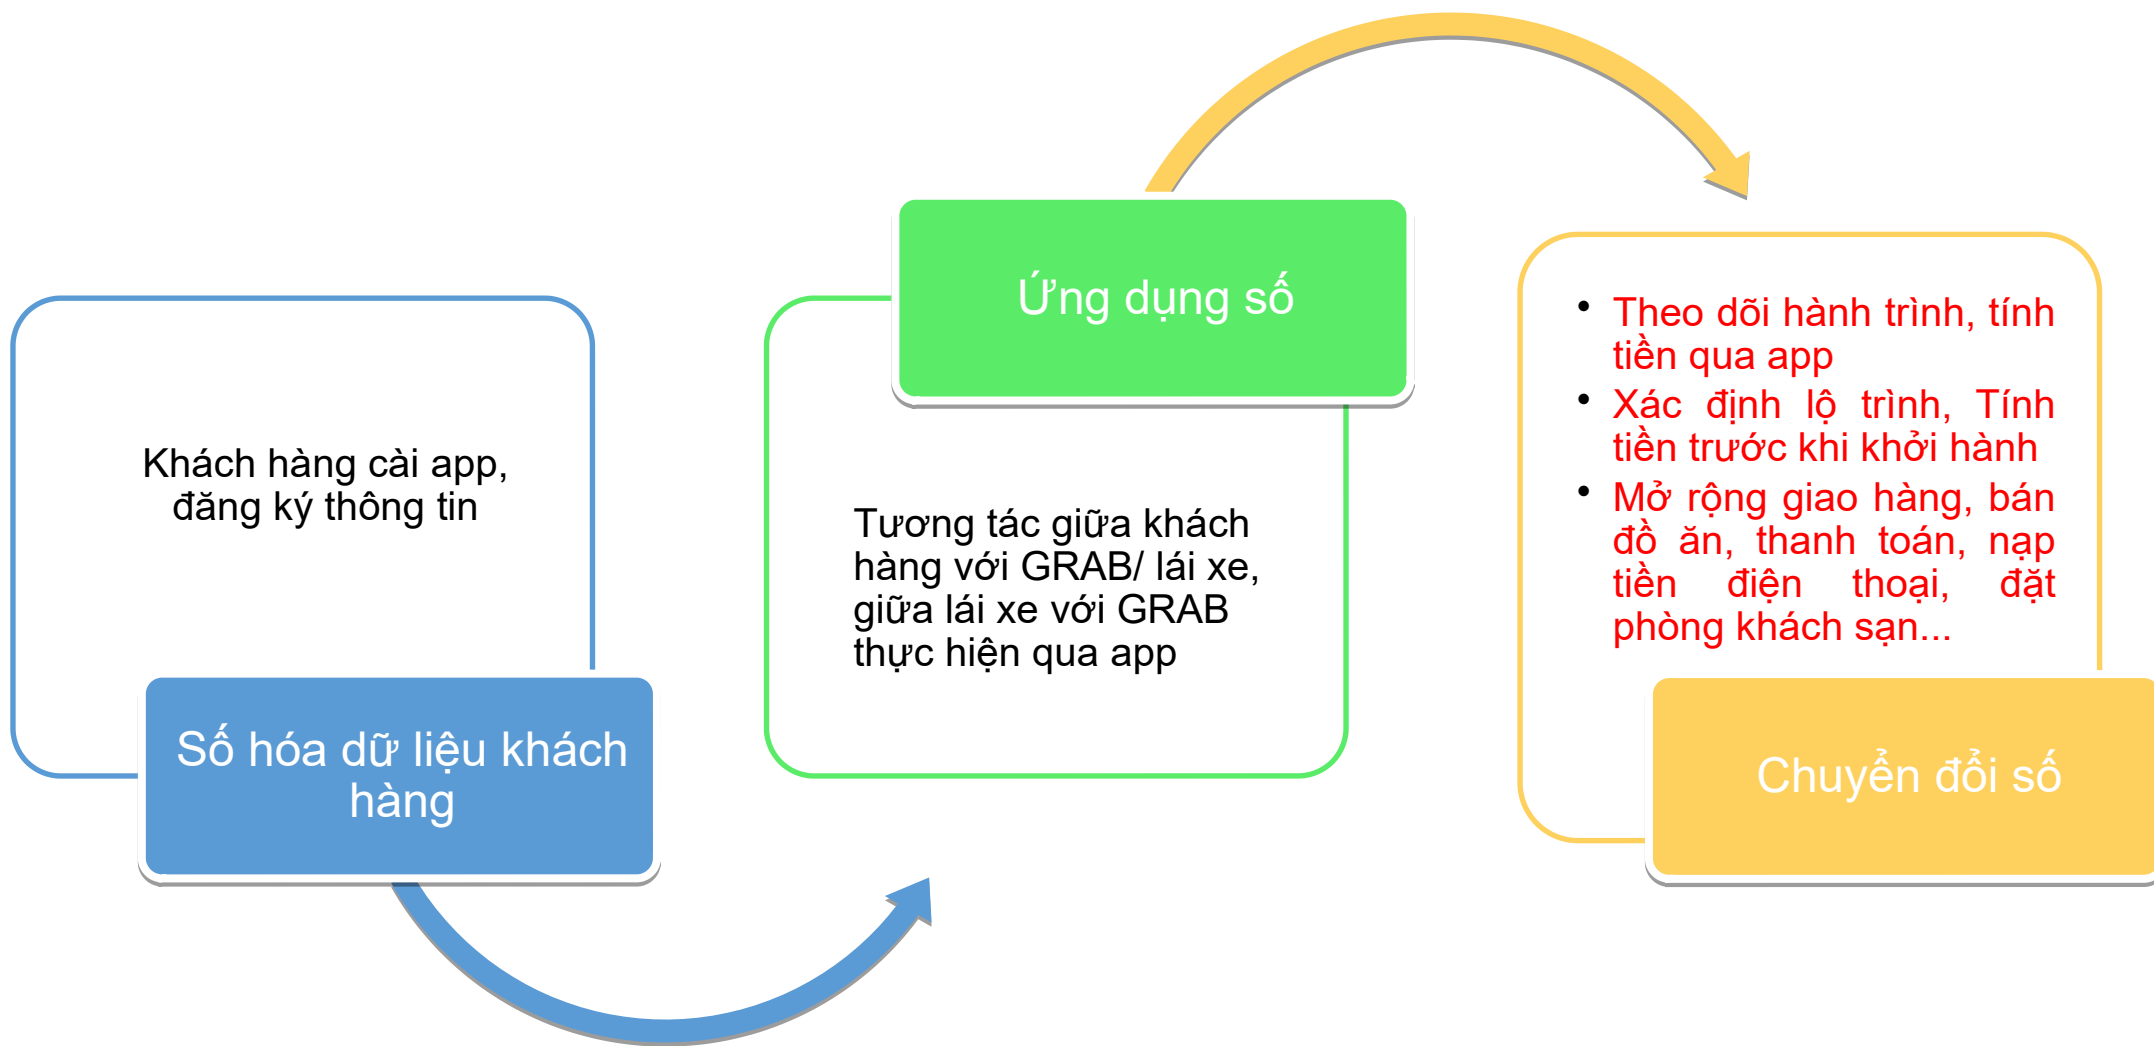 Khách hàng cài app,
đăng ký thông tin
Số hóa dữ liệu khách
hàng
Ứng dụng số
Tương tác giữa khách
hàng với GRAB/ lái xe,
giữa lái xe với GRAB
thực hiện qua app
• Theo dõi hành trình, tính
tiền qua app
• Xác định lộ trình, Tính
tiền trước khi khởi hành
• Mở rộng giao hàng, bán
đồ ăn, thanh toán, nạp
tiền điện thoại, đặt
phòng khách sạn...
Chuyển đổi số